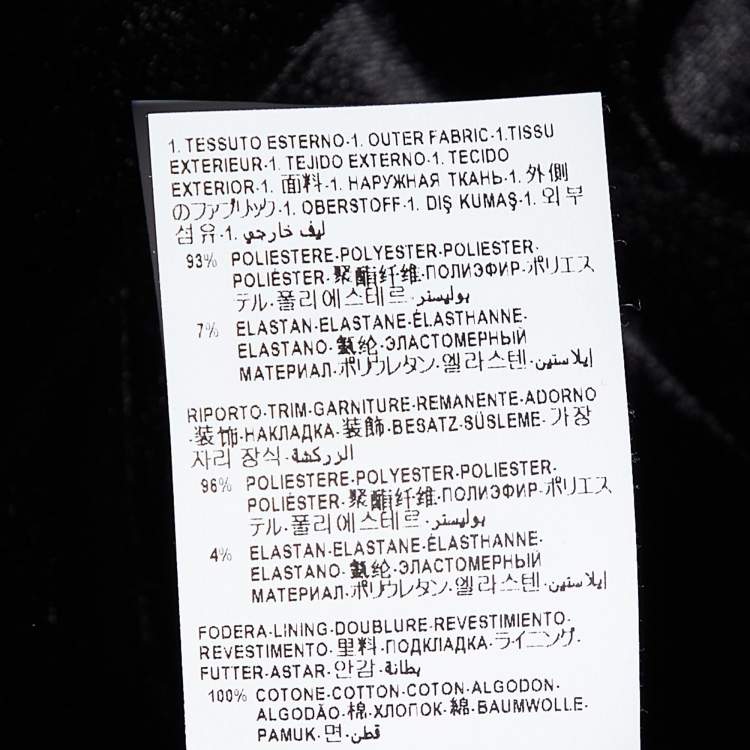 1. TESSUTO ESTERNO·1. OUTER FABRIC·1.TISSU
EXTERIEUR·1. TEJIDO EXTERNO·1. TECIDO
EXTERIOR·1. 面料·1. НАРУЖНАЯ ТКАНЬ·1. 外側
のファブリック·1. OBERSTOFF·1. DIŞ KUMAŞ·1. 외부
섬유·1. ليف خارجي
93% POLIESTERE·POLYESTER·POLIESTER·
POLIÉSTER·聚酯纤维·ПОЛИЭФИР·ポリエス
テル·폴리에스테르·بوليستر
7% ELASTAN·ELASTANE·ÉLASTHANNE·
ELASTANO·氨纶·ЭЛАСТОМЕРНЫЙ
МАТЕРИАЛ·ポリウレタン·엘라스텐·إيلاستين
RIPORTO·TRIM·GARNITURE·REMANENTE·ADORNO
·装饰·НАКЛАДКА·装飾·BESATZ·SÜSLEME·가장
자리 장식·الزركشة
96% POLIESTERE·POLYESTER·POLIESTER·
POLIÉSTER·聚酯纤维·ПОЛИЭФИР·ポリエス
テル·폴리에스테르·بوليستر
4% ELASTAN·ELASTANE·ÉLASTHANNE·
ELASTANO·氨纶·ЭЛАСТОМЕРНЫЙ
МАТЕРИАЛ·ポリウレタン·엘라스텐·إيلاستين
FODERA·LINING·DOUBLURE·REVESTIMIENTO·
REVESTIMENTO·里料·ПОДКЛАДКА·ライニング·
FUTTER·ASTAR·안감·بطانة
100% COTONE·COTTON·COTON·ALGODON·
ALGODÃO·棉·ХЛОПОК·綿·BAUMWOLLE·
PAMUK·면·قطن